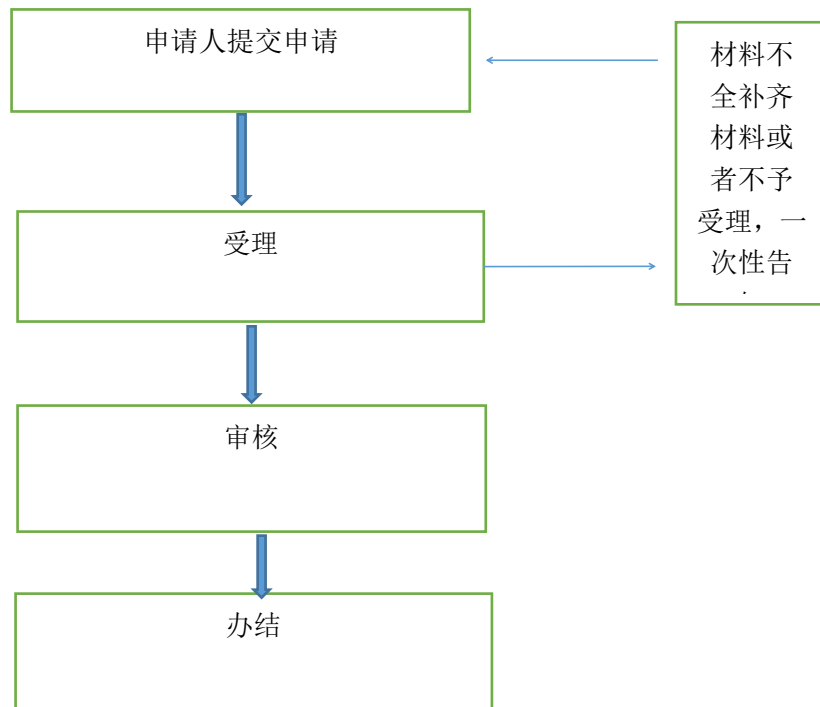 申请人提交申请
材料不
全补齐
材料或
者不予
受理，一
次性告
受理
审核
办结